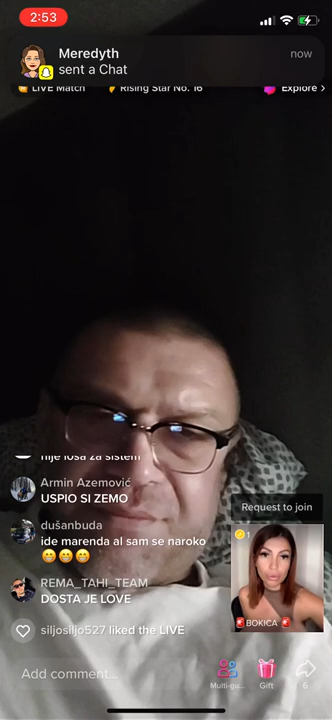 2:53
Meredyth
now
sent a Chat
LIVE Match
Rising Star No. 16
Explore >
nije losa za sistem
Armin Azemović
USPIO SI ZEMO
dušanbuda
ide marenda al sam se naroko
REMA_TAHI_TEAM
DOSTA JE LOVE
siljosiljo527 liked the LIVE
Request to join
1
BOKICA
Add comment...
Multi-gu...
Gift
6...